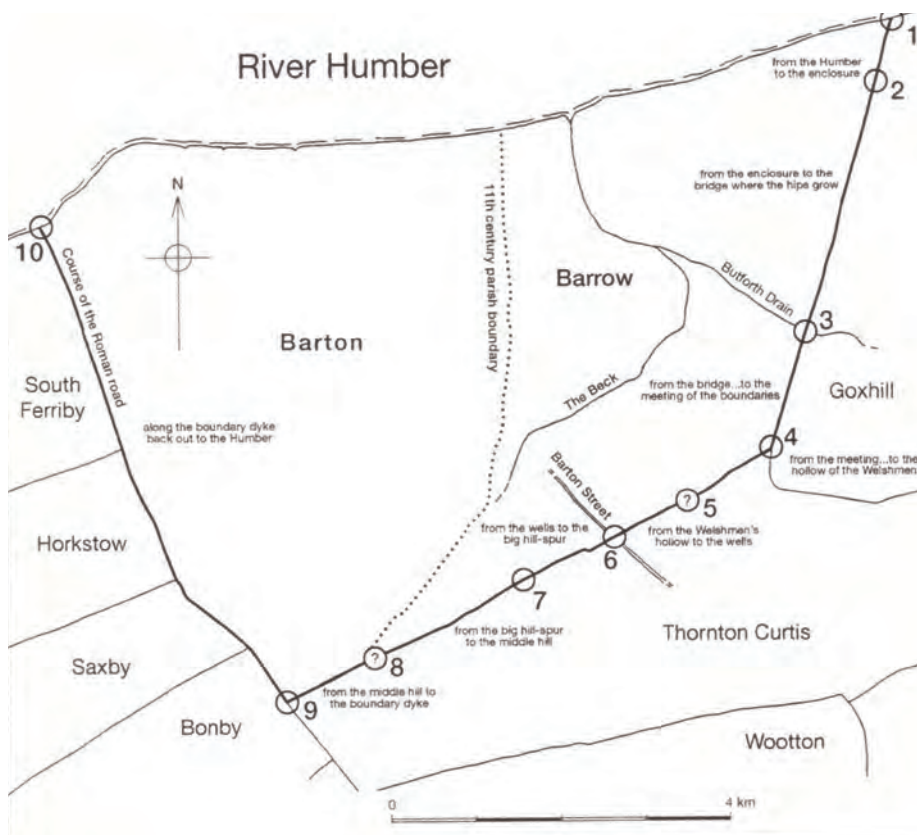 River Humber
1
from the Humber
to the enclosure
2
N
from the enclosure to the
bridge where the hips grow
10
Course of the Roman road
11th century parish boundary
Barrow
Butforth Drain
3
Barton
South
Ferriby
The Beck
from the bridge...to the
meeting of the boundaries
Goxhill
along the boundary dyke
back out to the Humber
4
from the meeting...to the
hollow of the Welshmen
Barton Street
?
5
from the wells to the
big hill-spur
from the Welshmen's
hollow to the wells
6
Horkstow
7
from the big hill-spur
to the middle hill
Thornton Curtis
?
8
Saxby
from the middle hill to
the boundary dyke
9
Bonby
Wootton
0
4 km